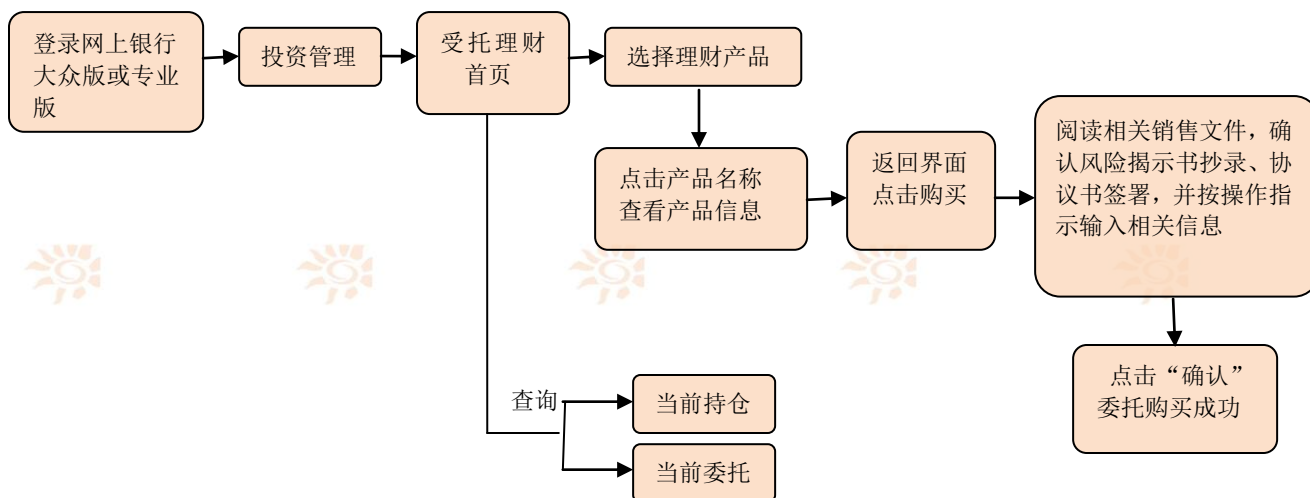 登录网上银行
大众版或专业
版
投资管理
受托理财
首页
选择理财产品
点击产品名称
查看产品信息
返回界面
点击购买
阅读相关销售文件，确
认风险揭示书抄录、协
议书签署，并按操作指
示输入相关信息
点击“确认”
委托购买成功
查询
当前持仓
当前委托